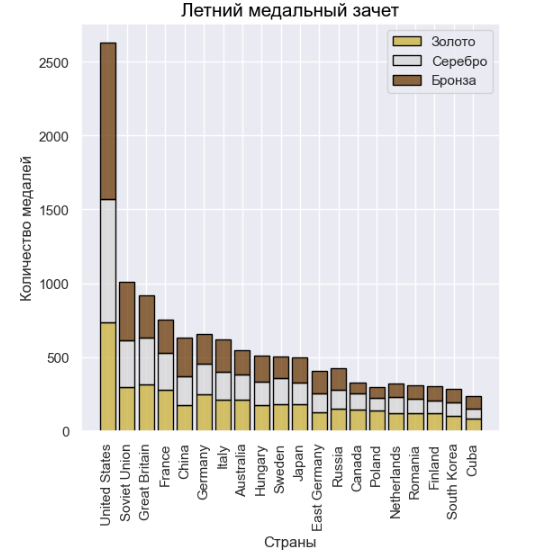 Летний медальный зачет
Золото
Серебро
Бронза
Количество медалей
2500
2000
1500
1000
500
0
United States
Soviet Union
Great Britain
France
China
Germany
Italy
Australia
Hungary
Sweden
Japan
East Germany
Russia
Canada
Poland
Netherlands
Romania
Finland
South Korea
Cuba
Страны